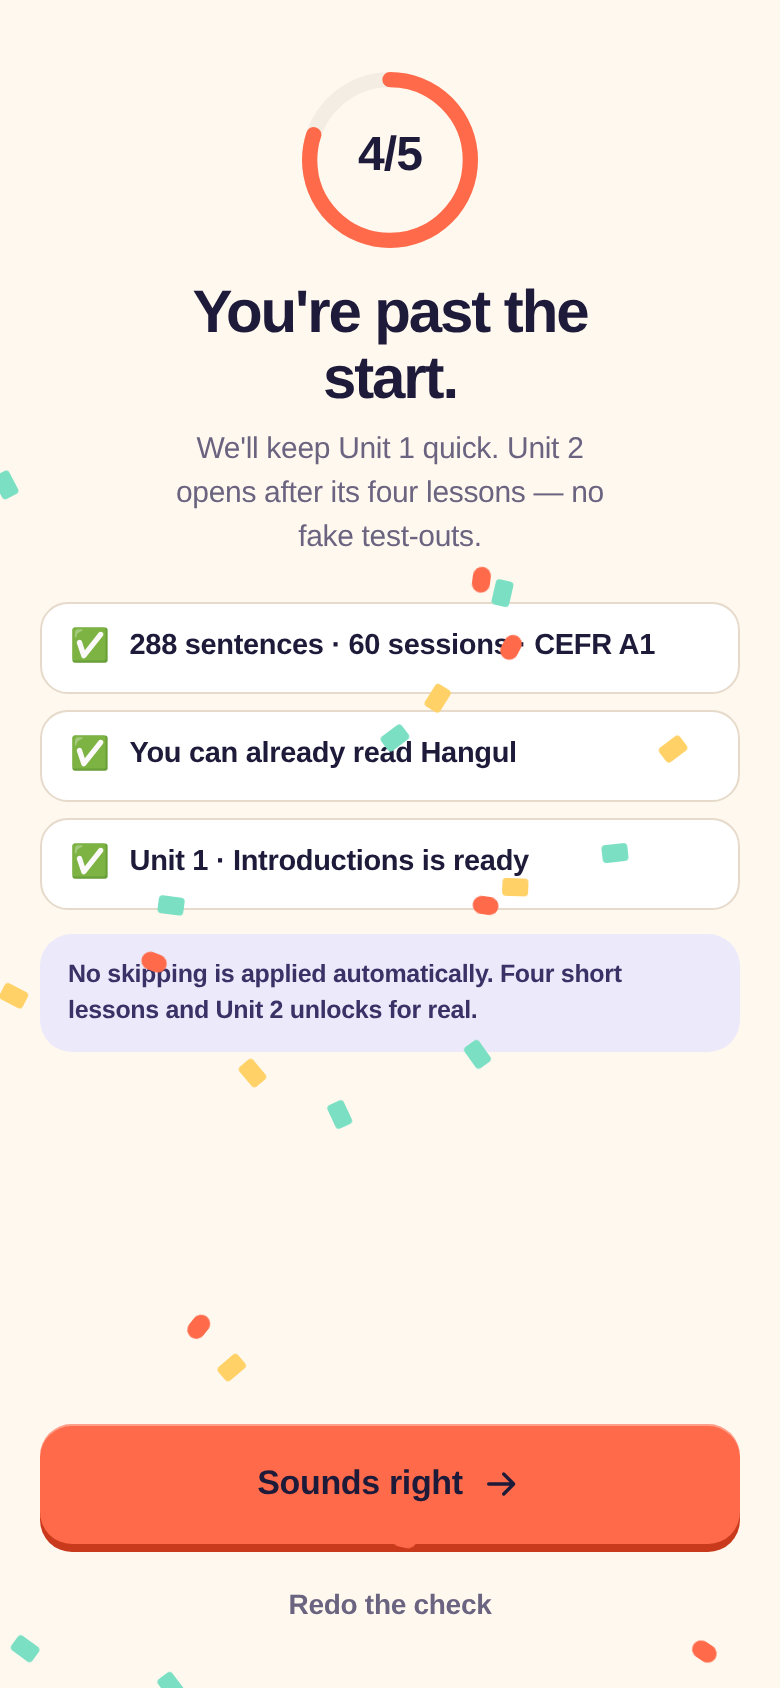 4/5
You're past the
start.
We'll keep Unit 1 quick. Unit 2
opens after its four lessons — no
fake test-outs.
✅ 288 sentences · 60 sessions · CEFR A1
✅ You can already read Hangul
✅ Unit 1 · Introductions is ready
No skipping is applied automatically. Four short
lessons and Unit 2 unlocks for real.
Sounds right →
Redo the check